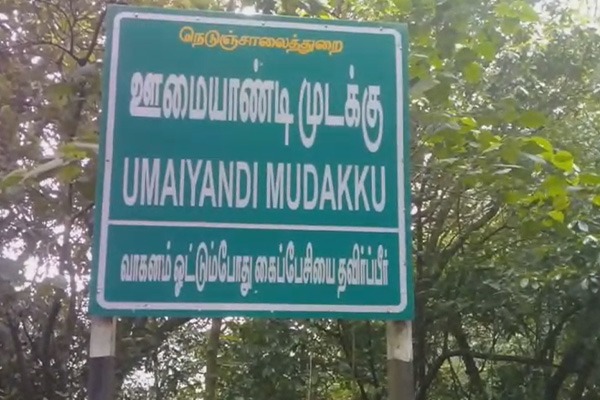 நெடுஞ்சாலைத்துறை
ஊமையாண்டி முடக்கு
UMAIYANDI MUDAKKU
வாகனம் ஓட்டும்போது கைப்பேசியை தவிர்ப்பீர்